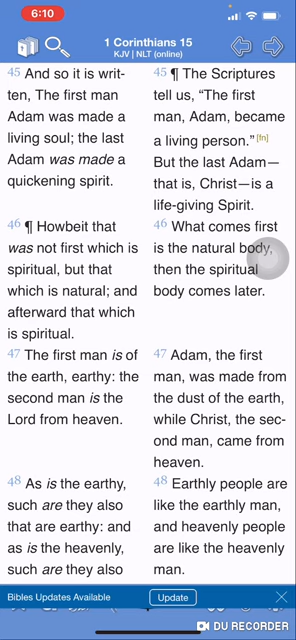 6:10
1 Corinthians 15
KJV | NLT (online)
45 And so it is writ-
ten, The first man
Adam was made a
living soul; the last
Adam was made a
quickening spirit.
46 ¶ Howbeit that
was not first which is
spiritual, but that
which is natural; and
afterward that which
is spiritual.
47 The first man is of
the earth, earthy: the
second man is the
Lord from heaven.
48 As is the earthy,
such are they also
that are earthy: and
as is the heavenly,
such are they also
45 ¶ The Scriptures
tell us, “The first
man, Adam, became
a living person.” [fn]
But the last Adam—
that is, Christ—is a
life-giving Spirit.
46 What comes first
is the natural body,
then the spiritual
body comes later.
47 Adam, the first
man, was made from
the dust of the earth,
while Christ, the sec-
ond man, came from
heaven.
48 Earthly people are
like the earthly man,
and heavenly people
are like the heavenly
man.
Bibles Updates Available
Update
DU RECORDER